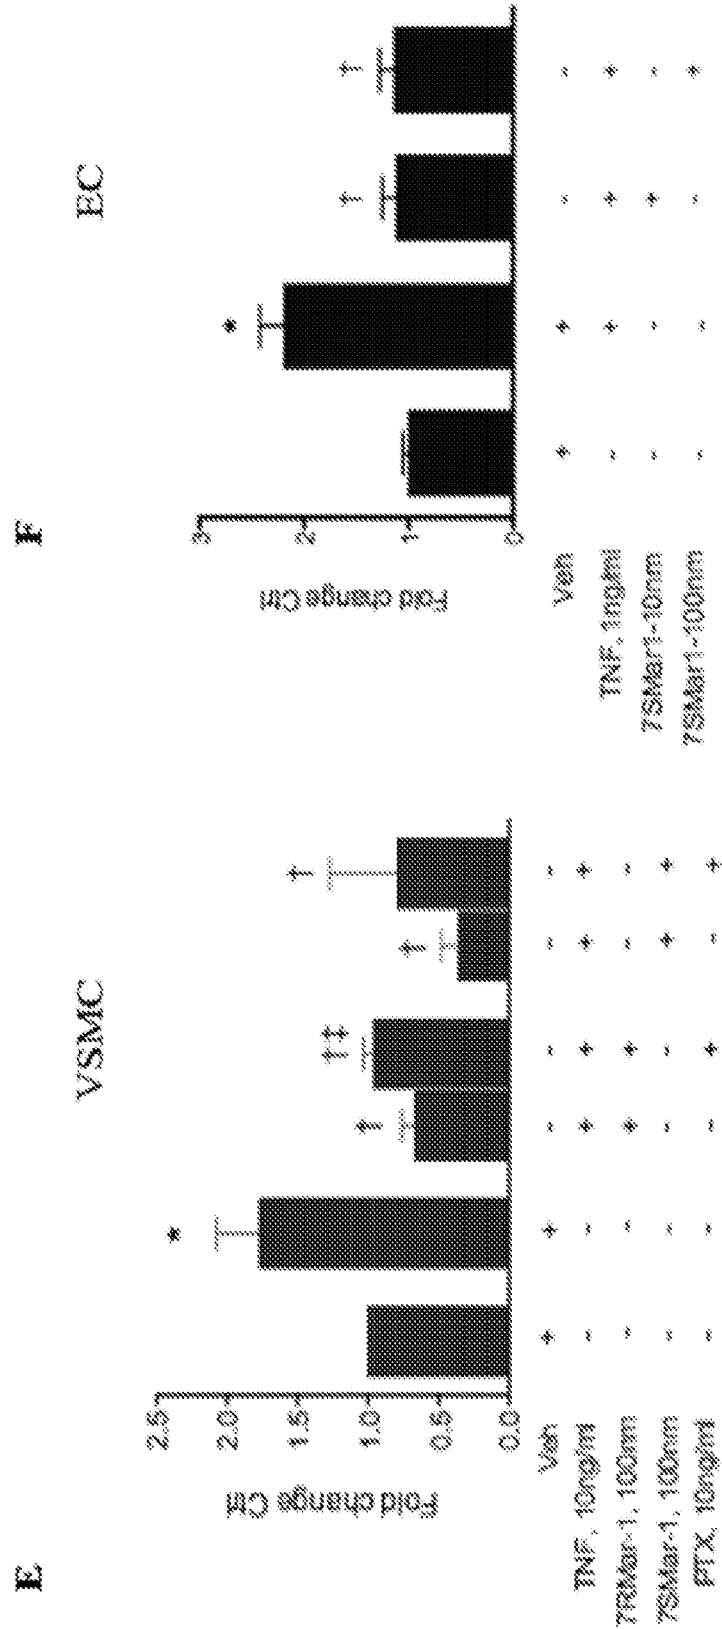 E
VSMC
Fold change Ctrl
2.5
2.0
1.5
1.0
0.5
0.0
*
†
†‡
†
†
Veh + + - - - -
TNF, 10ng/ml - - + + + +
7RMar-1, 100nm - - + + - -
7SMar-1, 100nm - - - - + +
PTX, 10ng/ml - - - + - +
F
EC
Fold change Ctrl
3
2
1
0
*
†
†
Veh + + - -
TNF, 1ng/ml - + + +
7SMar1-10nm - - + -
7SMar1-100nm - - - +